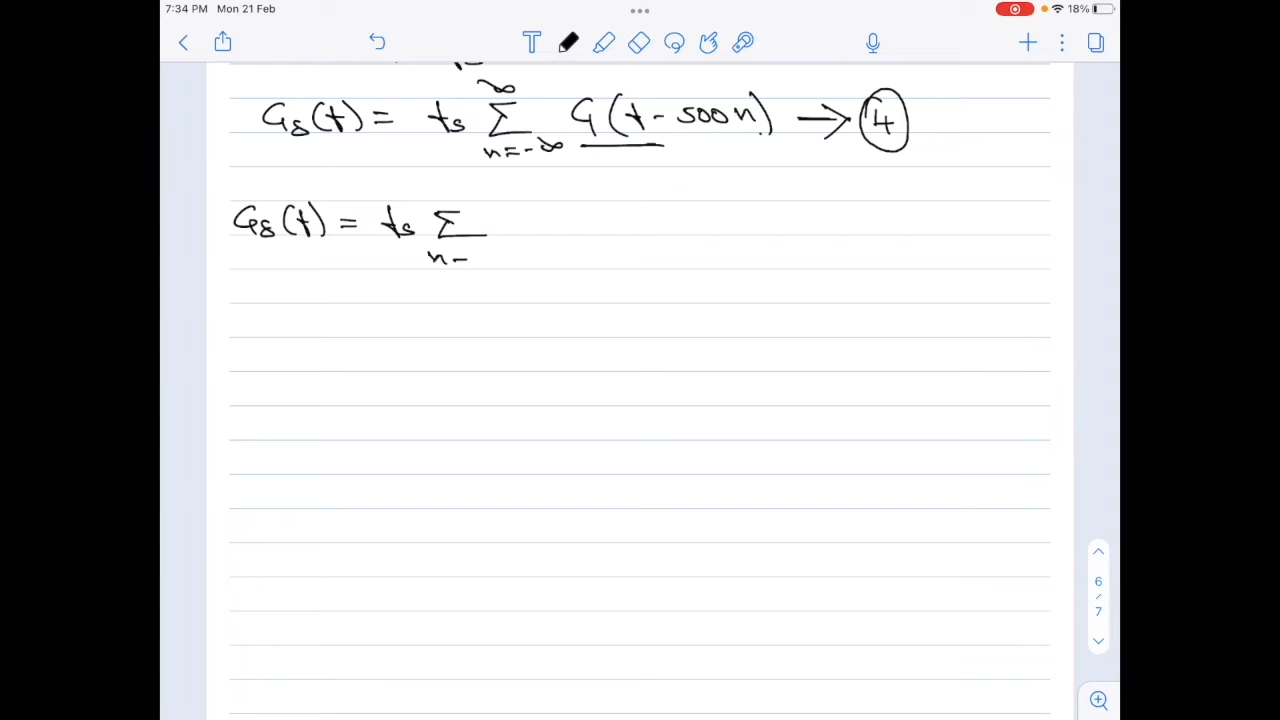 7:34 PM Mon 21 Feb 18%
∞
Gδ(f) = fs Σ G(f - 500n) → 4
n = -∞
Gδ(f) = fs Σ
n =
6
/
7